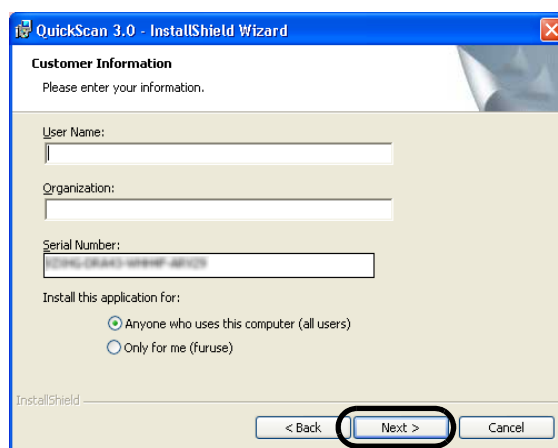 QuickScan 3.0 - InstallShield Wizard
Customer Information
Please enter your information.
User Name:
Organization:
Serial Number:
Install this application for:
Anyone who uses this computer (all users)
Only for me (furuse)
InstallShield
< Back Next > Cancel